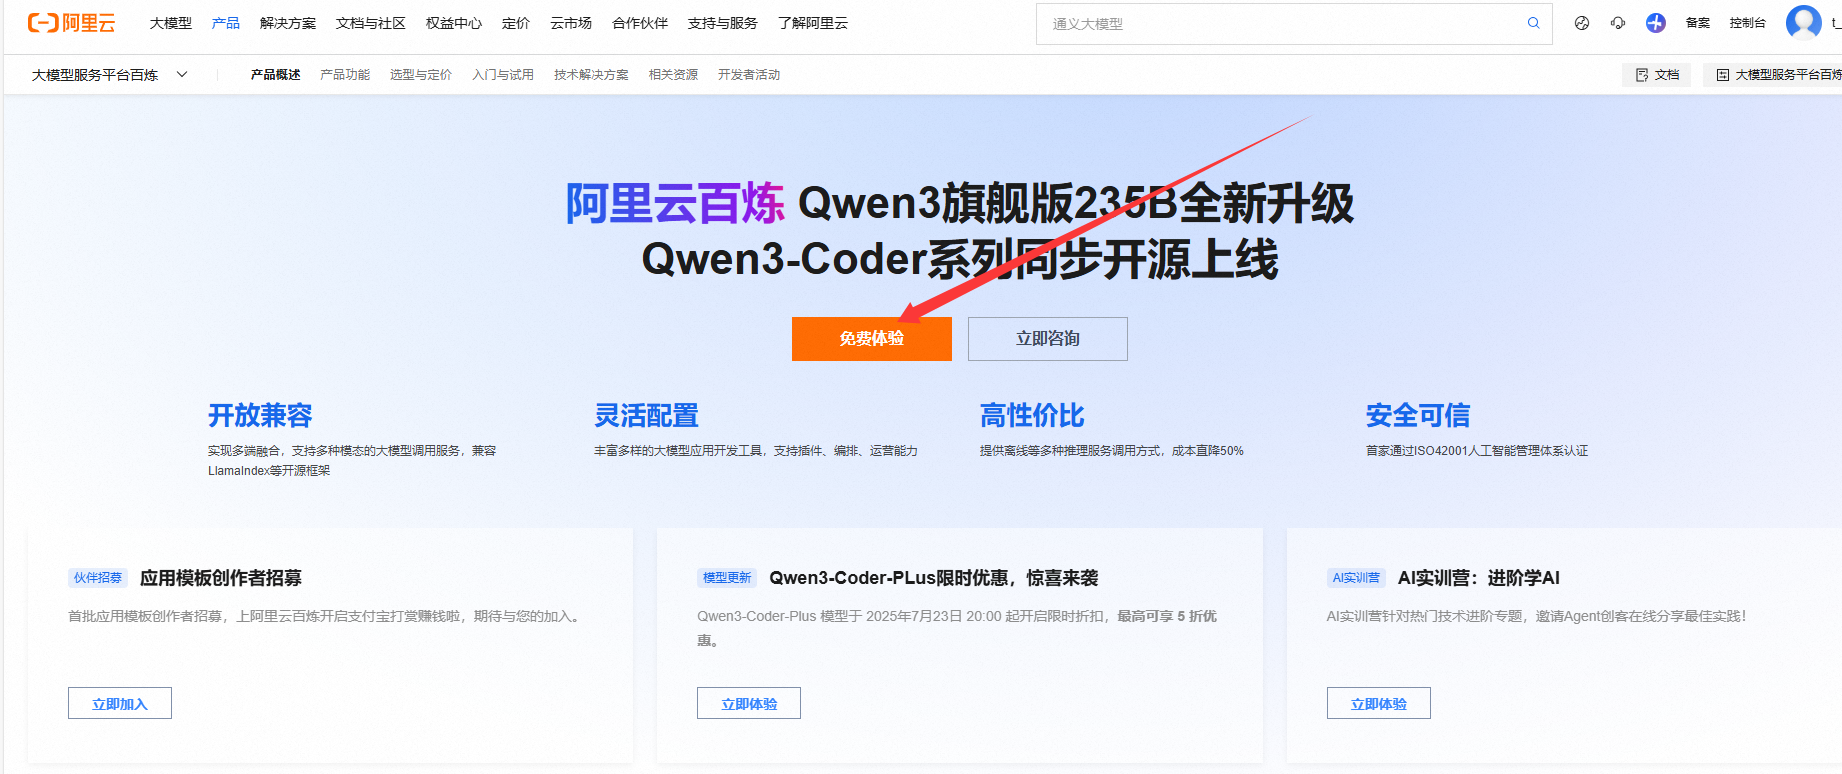 阿里云 大模型 产品 解决方案 文档与社区 权益中心 定价 云市场 合作伙伴 支持与服务 了解阿里云 通义大模型 备案 控制台 t_
大模型服务平台百炼 产品概述 产品功能 选型与定价 入门与试用 技术解决方案 相关资源 开发者活动 文档 大模型服务平台百炼
阿里云百炼 Qwen3旗舰版235B全新升级
Qwen3-Coder系列同步开源上线
免费体验 立即咨询
开放兼容
实现多端融合，支持多种模态的大模型调用服务，兼容
LlamaIndex等开源框架
灵活配置
丰富多样的大模型应用开发工具，支持插件、编排、运营能力
高性价比
提供离线等多种推理服务调用方式，成本直降50%
安全可信
首家通过ISO42001人工智能管理体系认证
伙伴招募 应用模板创作者招募
首批应用模板创作者招募，上阿里云百炼开启支付宝打赏赚钱啦，期待与您的加入。
立即加入
模型更新 Qwen3-Coder-PLus限时优惠，惊喜来袭
Qwen3-Coder-Plus 模型于 2025年7月23日 20:00 起开启限时折扣，最高可享 5 折优
惠。
立即体验
AI实训营 AI实训营：进阶学AI
AI实训营针对热门技术进阶专题，邀请Agent创客在线分享最佳实践！
立即体验